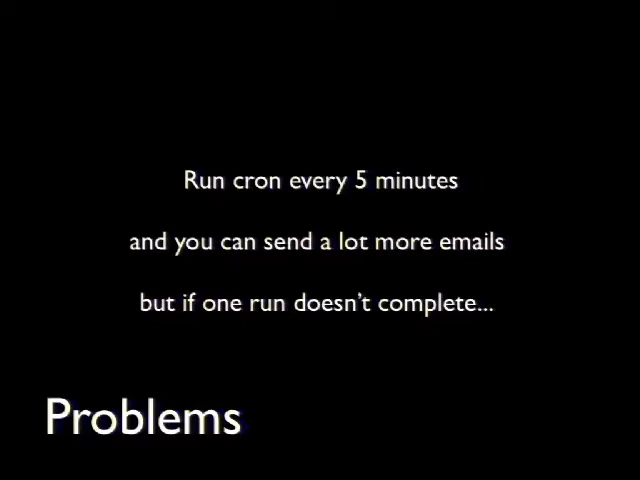 Run cron every 5 minutes
and you can send a lot more emails
but if one run doesn’t complete...
Problems